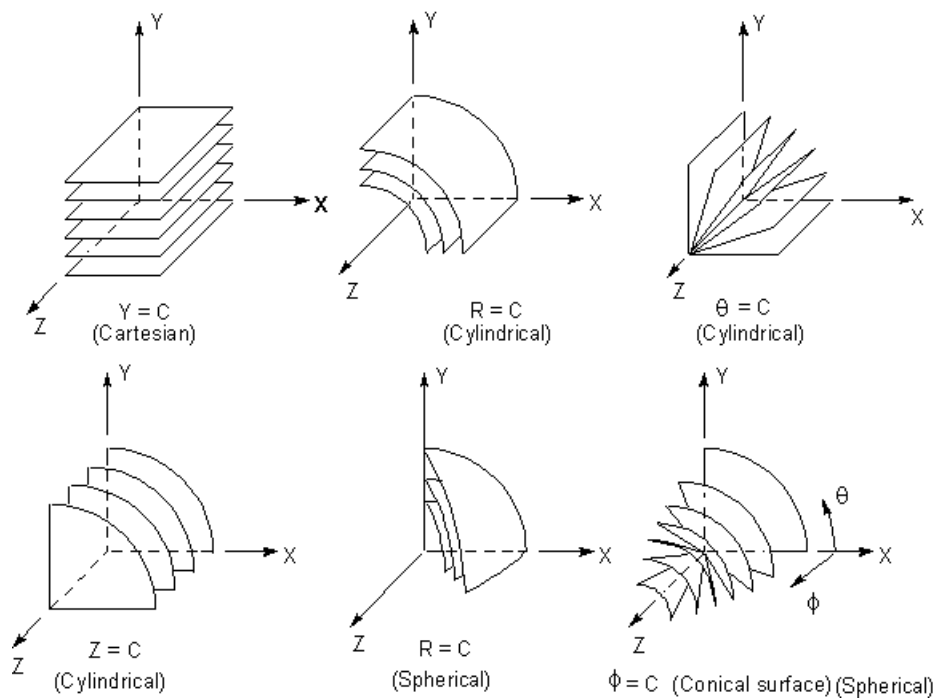 Y
X
Z
Y = C
(Cartesian)
Y
X
Z
R = C
(Cylindrical)
Y
X
Z
θ = C
(Cylindrical)
Y
X
Z
Z = C
(Cylindrical)
Y
X
Z
R = C
(Spherical)
Y
θ
X
ϕ
Z
ϕ = C (Conical surface) (Spherical)